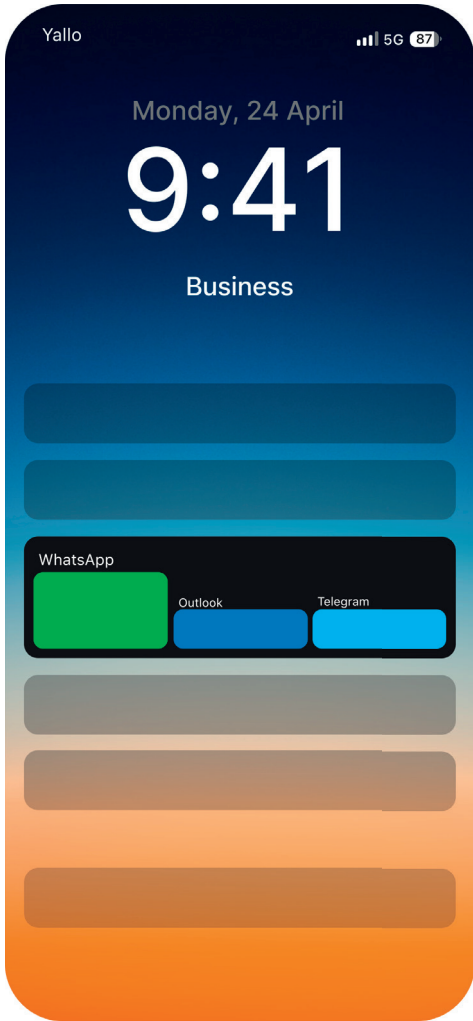 Yallo
5G 87
Monday, 24 April
9:41
Business
WhatsApp
Outlook
Telegram